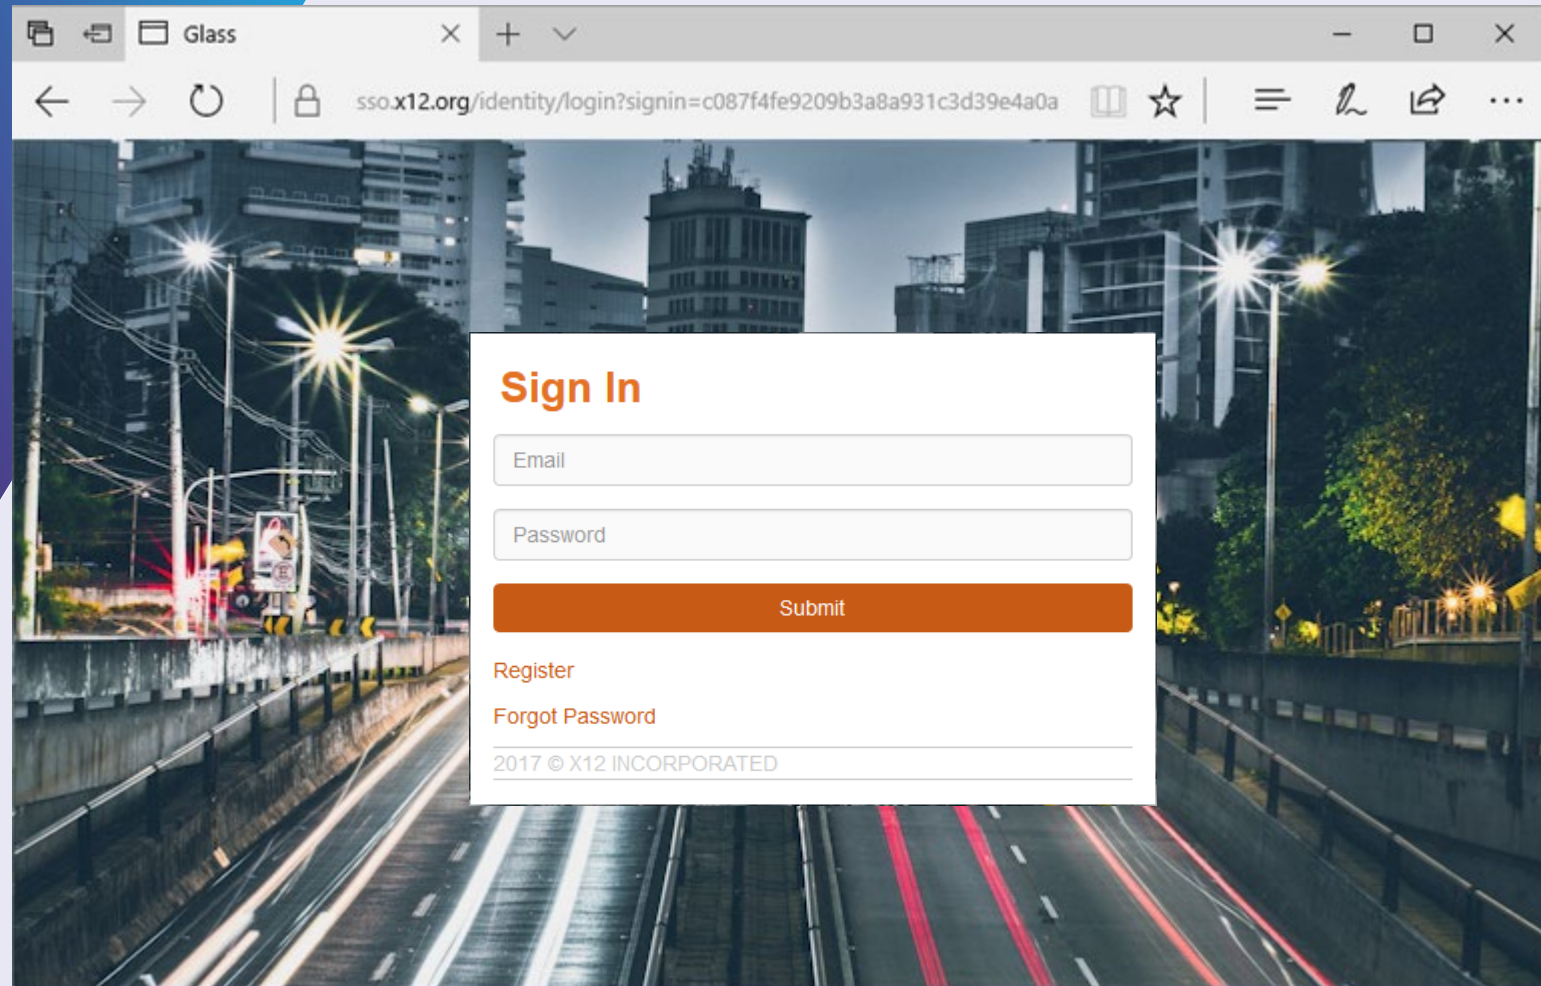 Glass
sso.x12.org/identity/login?signin=c087f4fe9209b3a8a931c3d39e4a0a
Sign In
Email
Password
Submit
Register
Forgot Password
2017 © X12 INCORPORATED